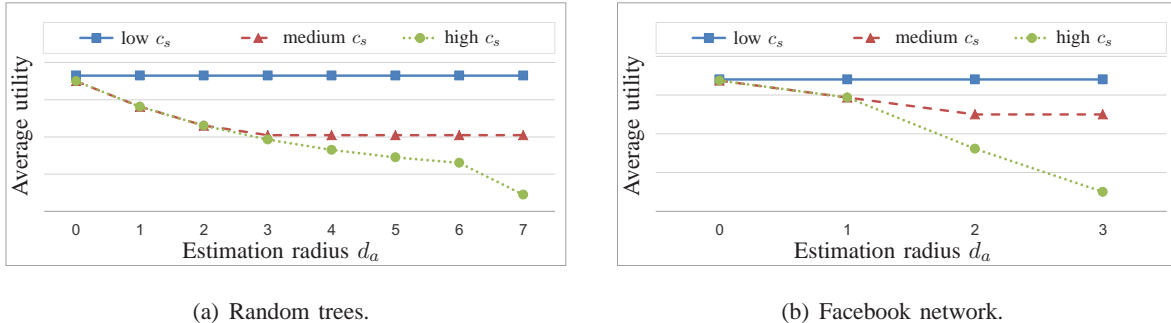 low c_s medium c_s high c_s
Average utility
0 1 2 3 4 5 6 7
Estimation radius d_a
(a) Random trees.
low c_s medium c_s high c_s
Average utility
0 1 2 3
Estimation radius d_a
(b) Facebook network.